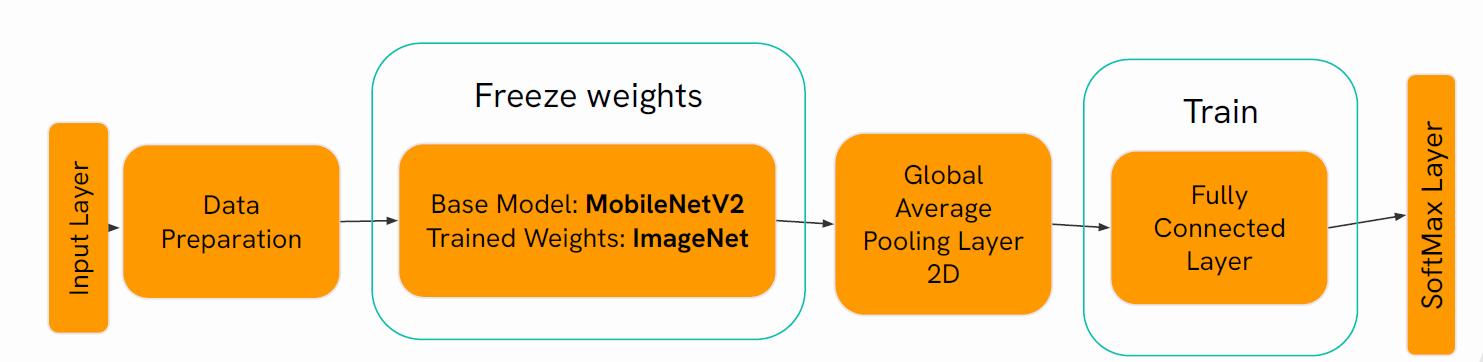 Input Layer
Data
Preparation
Freeze weights
Base Model: MobileNetV2
Trained Weights: ImageNet
Global
Average
Pooling Layer
2D
Train
Fully
Connected
Layer
SoftMax Layer